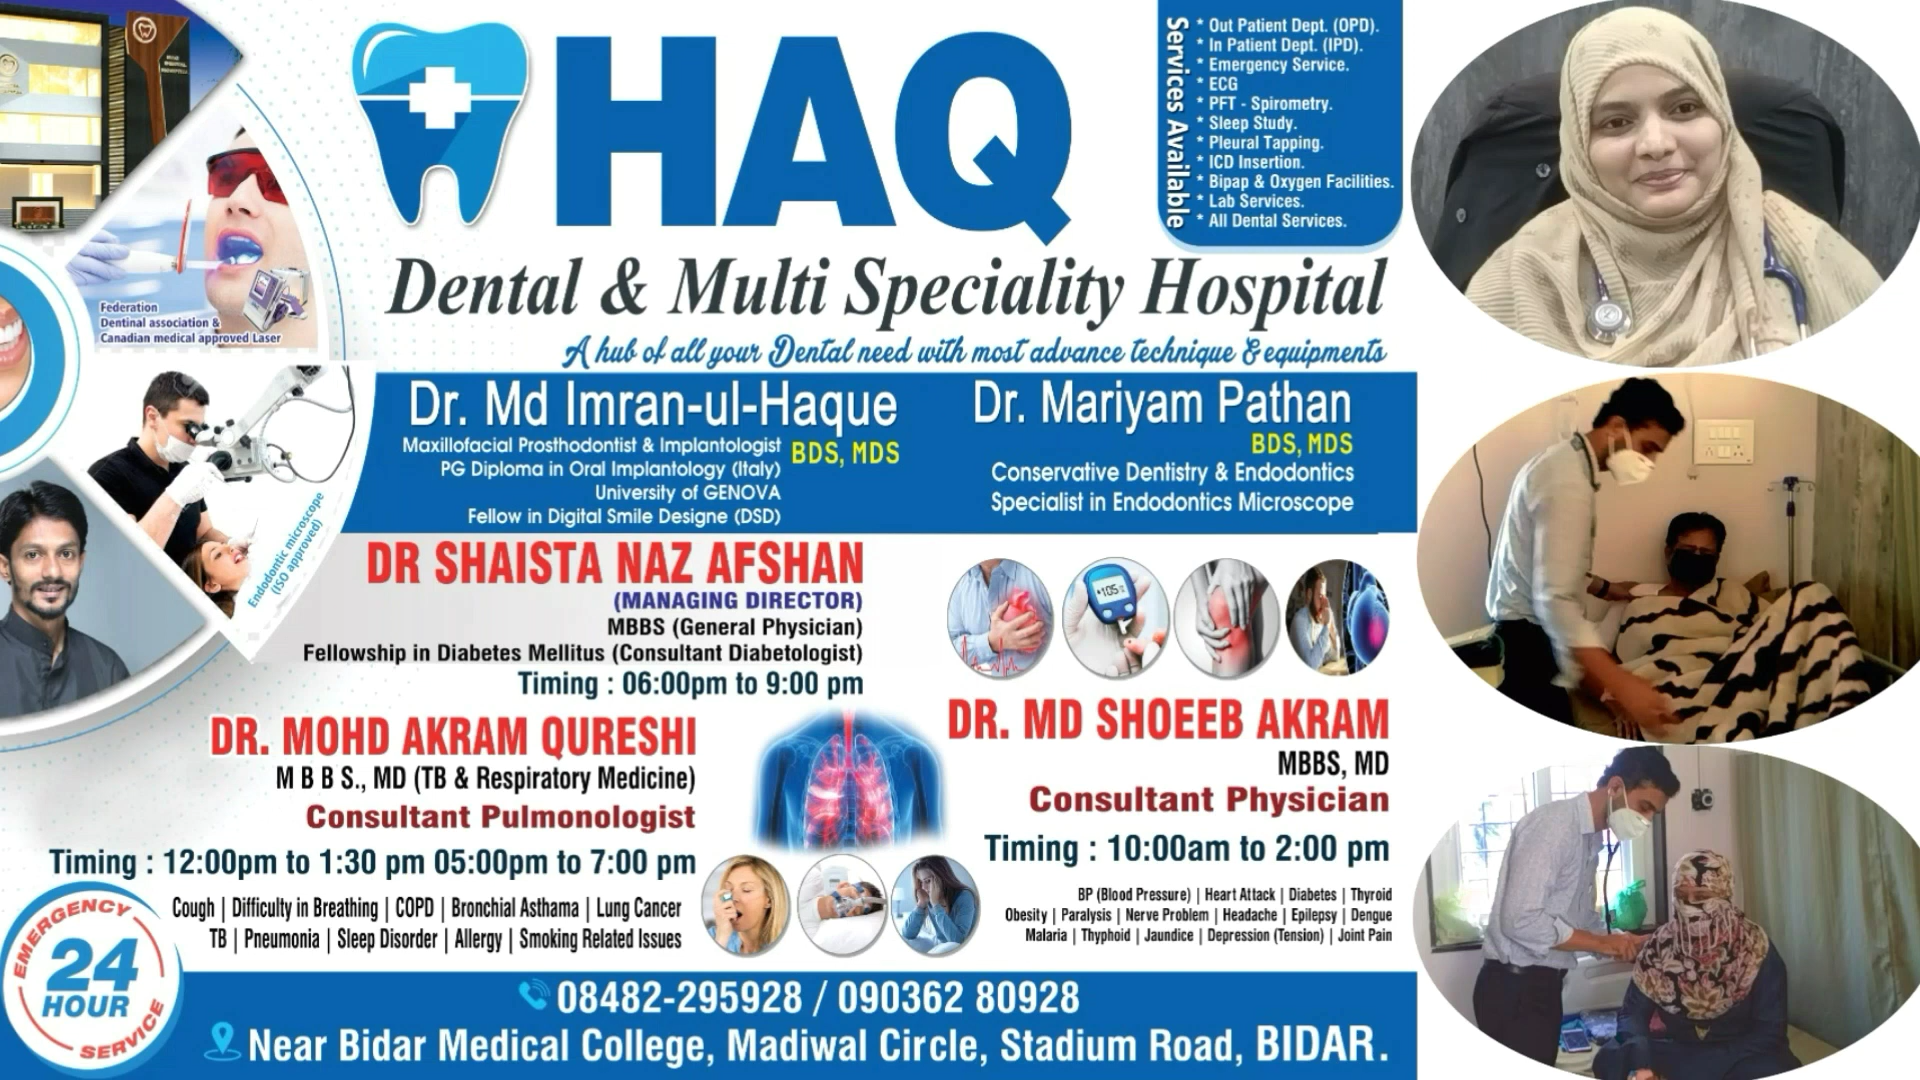 HAQ
Dental & Multi Speciality Hospital
A hub of all your Dental need with most advance technique & equipments
Services Available
* Out Patient Dept. (OPD).
* In Patient Dept. (IPD).
* Emergency Service.
* ECG
* PFT - Spirometry.
* Sleep Study.
* Pleural Tapping.
* ICD Insertion.
* Bipap & Oxygen Facilities.
* Lab Services.
* All Dental Services.
Federation
Dentinal association &
Canadian medical approved Laser
Endodontic microscope
(ISO approved)
Dr. Md Imran-ul-Haque
Maxillofacial Prosthodontist & Implantologist BDS, MDS
PG Diploma in Oral Implantology (Italy)
University of GENOVA
Fellow in Digital Smile Designe (DSD)
Dr. Mariyam Pathan
BDS, MDS
Conservative Dentistry & Endodontics
Specialist in Endodontics Microscope
DR SHAISTA NAZ AFSHAN
(MANAGING DIRECTOR)
MBBS (General Physician)
Fellowship in Diabetes Mellitus (Consultant Diabetologist)
Timing : 06:00pm to 9:00 pm
105
DR. MOHD AKRAM QURESHI
M B B S., MD (TB & Respiratory Medicine)
Consultant Pulmonologist
Timing : 12:00pm to 1:30 pm 05:00pm to 7:00 pm
Cough | Difficulty in Breathing | COPD | Bronchial Asthama | Lung Cancer
TB | Pneumonia | Sleep Disorder | Allergy | Smoking Related Issues
DR. MD SHOEEB AKRAM
MBBS, MD
Consultant Physician
Timing : 10:00am to 2:00 pm
BP (Blood Pressure) | Heart Attack | Diabetes | Thyroid
Obesity | Paralysis | Nerve Problem | Headache | Epilepsy | Dengue
Malaria | Thyphoid | Jaundice | Depression (Tension) | Joint Pain
EMERGENCY
24
HOUR
SERVICE
08482-295928 / 090362 80928
Near Bidar Medical College, Madiwal Circle, Stadium Road, BIDAR.